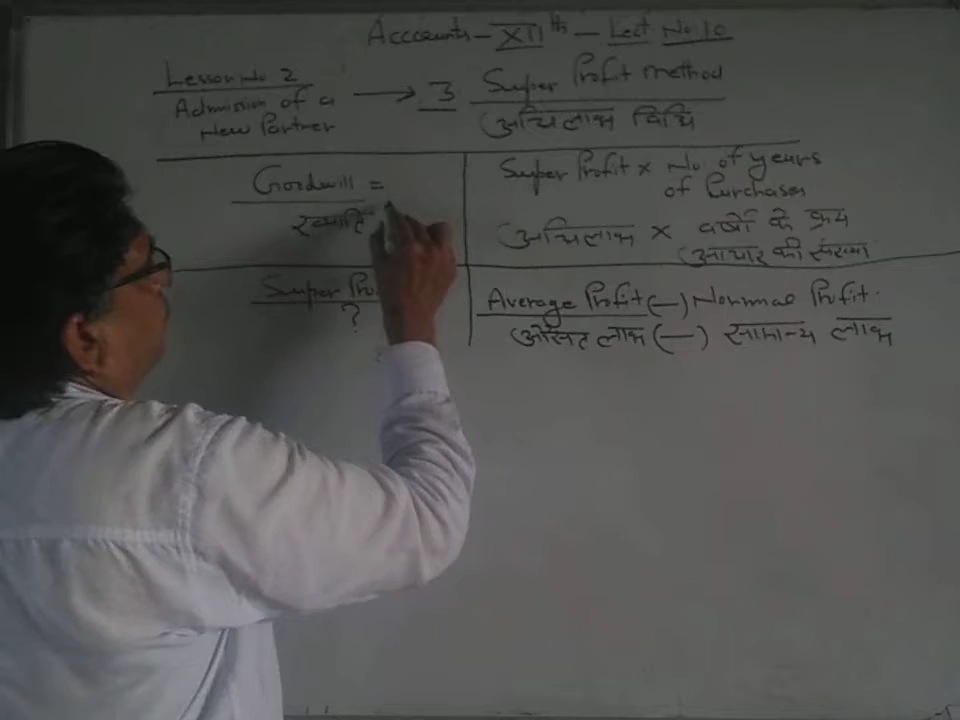 Accounts - XIIth - Lect No 10
Lesson No 2
Admission of a
New Partner
→ 3 Super Profit method
अधिलाभ विधि
Goodwill =
ख्याति
Super Profit × No. of years
of Purchases
अधिलाभ × वर्षों के क्रय
आधार की संख्या
Super Pro
?
Average Profit (-) Normal Profit.
औसत लाभ (-) सामान्य लाभ